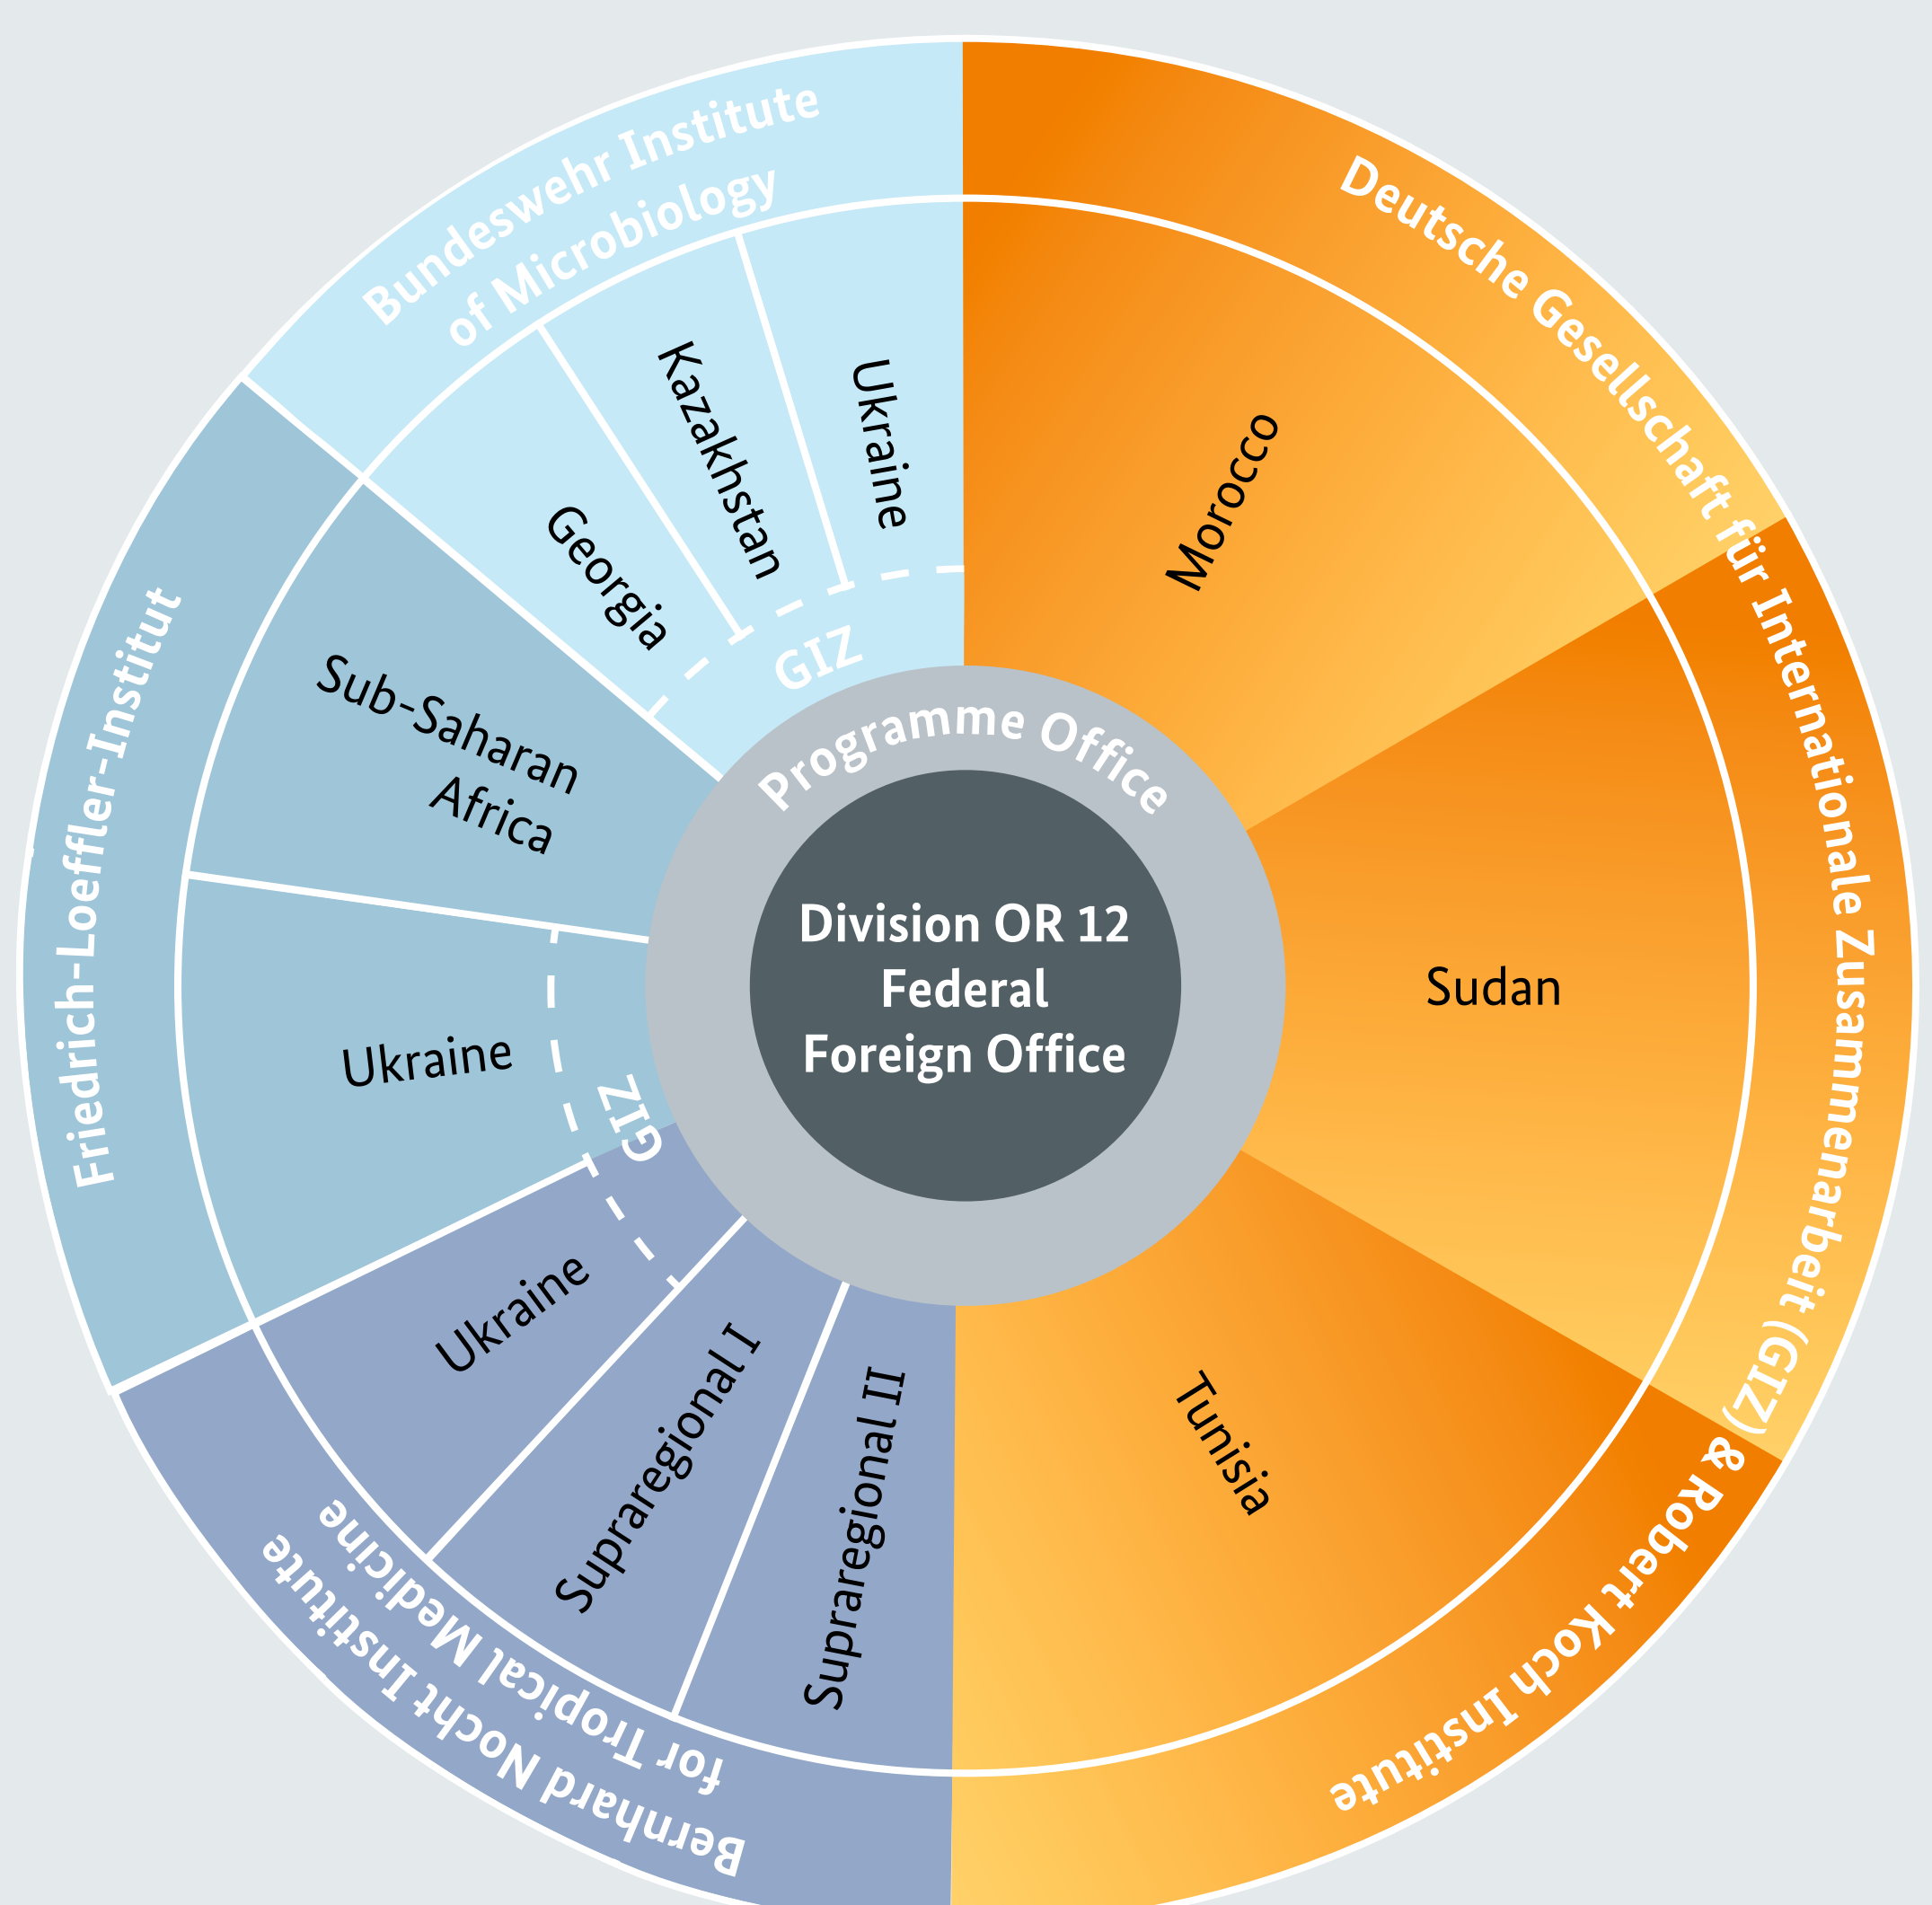 Bundeswehr Institute
of Microbiology
Deutsche Gesellschaft für Internationale Zusammenarbeit (GIZ) & Robert Koch Institute
Friedrich-Loeffler-Institut
Bernhard Nocht Institute
for Tropical Medicine
Georgia
Kazakhstan
Ukraine
GIZ
Morocco
Sudan
Tunisia
Sub-Saharan
Africa
Ukraine
GIZ
Ukraine
Supraregional I
Supraregional II
Programme Office
Division OR 12
Federal
Foreign Office